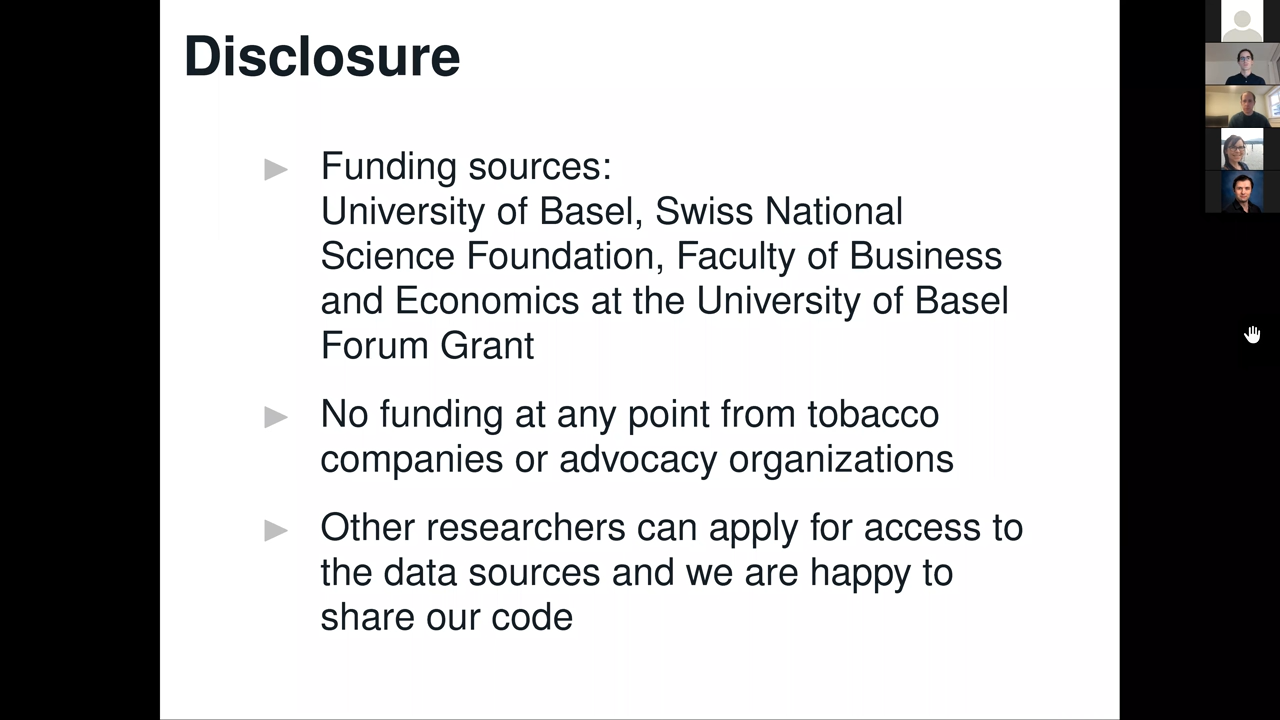 Disclosure
Funding sources:
University of Basel, Swiss National
Science Foundation, Faculty of Business
and Economics at the University of Basel
Forum Grant
No funding at any point from tobacco
companies or advocacy organizations
Other researchers can apply for access to
the data sources and we are happy to
share our code